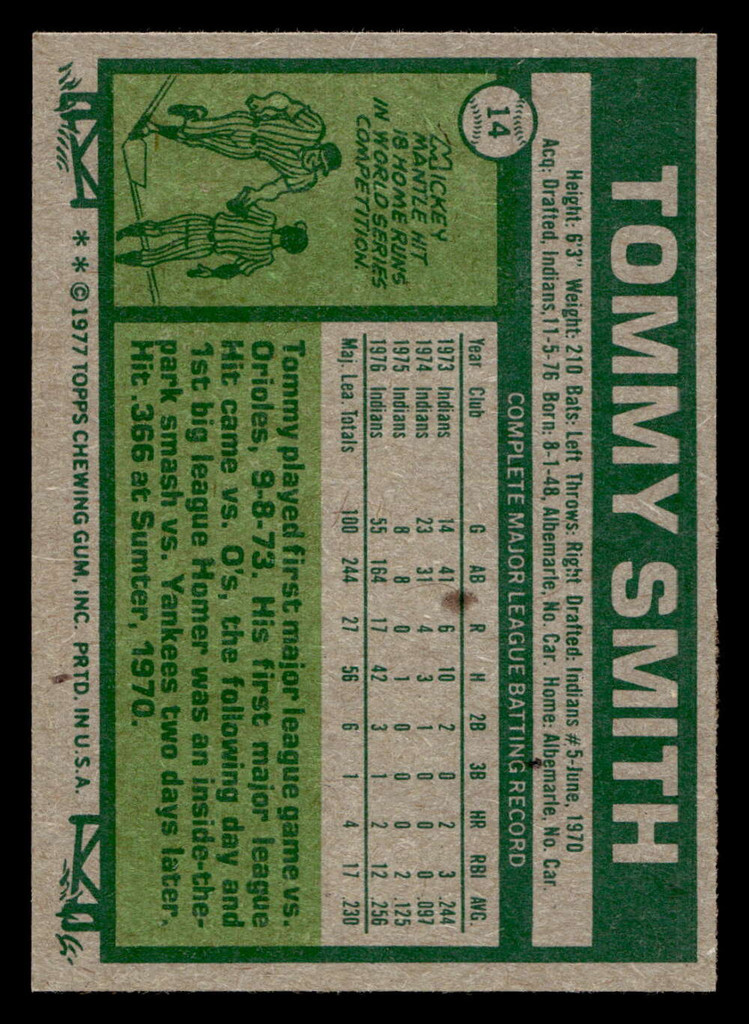 14
TOMMY SMITH
Height: 6'3" Weight: 210 Bats: Left Throws: Right Drafted: Indians #5-June, 1970
Acq: Drafted, Indians, 11-5-76 Born: 8-1-48, Albemarle, No. Car. Home: Albemarle, No. Car.
MICKEY
MANTLE HIT
18 HOME RUNS
IN WORLD SERIES
COMPETITION.
COMPLETE MAJOR LEAGUE BATTING RECORD
Year Club G AB R H 2B 3B HR RBI AVG.
1973 Indians 14 41 6 10 2 0 2 3 .244
1974 Indians 23 31 4 3 1 0 0 0 .097
1975 Indians 8 8 0 1 0 0 0 2 .125
1976 Indians 55 164 17 42 3 1 2 12 .256
Maj. Lea. Totals 100 244 27 56 6 1 4 17 .230
Tommy played first major league game vs.
Orioles, 9-8-73. His first major league
Hit came vs. O's, the following day and
1st big league Homer was an inside-the-
park smash vs. Yankees two days later.
Hit .366 at Sumter, 1970.
* * © 1977 TOPPS CHEWING GUM, INC. PRTD. IN U.S.A.